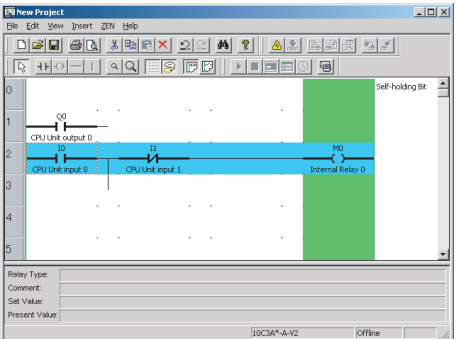 New Project
File Edit View Insert ZEN Help
0
Self-holding Bit
1
Q0
CPU Unit output 0
2
I0 I1 M0
CPU Unit input 0 CPU Unit input 1 Internal Relay 0
3
4
5
Relay Type:
Comment:
Set Value:
Present Value:
10C3A*-A-V2 Offline